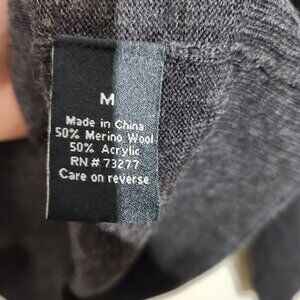 M
Made in China
50% Merino Wool
50% Acrylic
RN # 73277
Care on reverse